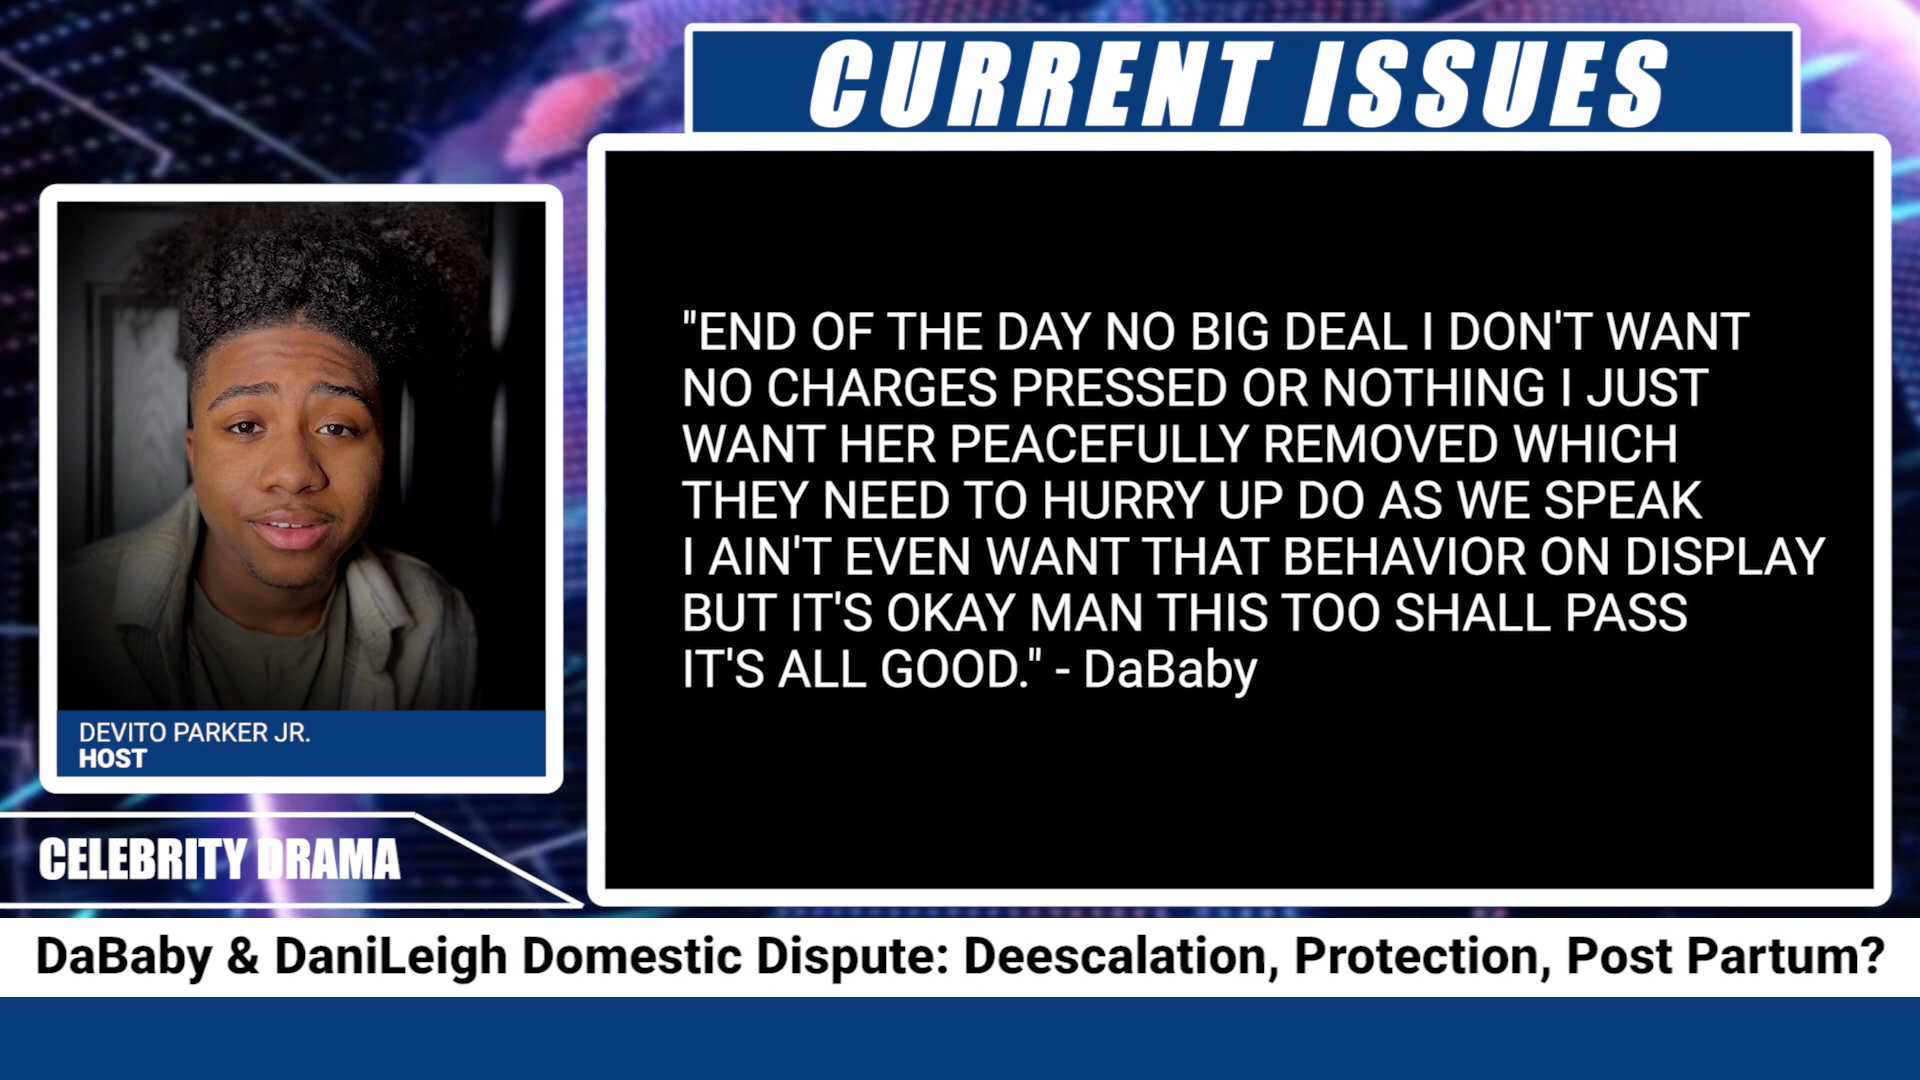 CURRENT ISSUES
"END OF THE DAY NO BIG DEAL I DON'T WANT
NO CHARGES PRESSED OR NOTHING I JUST
WANT HER PEACEFULLY REMOVED WHICH
THEY NEED TO HURRY UP DO AS WE SPEAK
I AIN'T EVEN WANT THAT BEHAVIOR ON DISPLAY
BUT IT'S OKAY MAN THIS TOO SHALL PASS
IT'S ALL GOOD." - DaBaby
DEVITO PARKER JR.
HOST
CELEBRITY DRAMA
DaBaby & DaniLeigh Domestic Dispute: Deescalation, Protection, Post Partum?